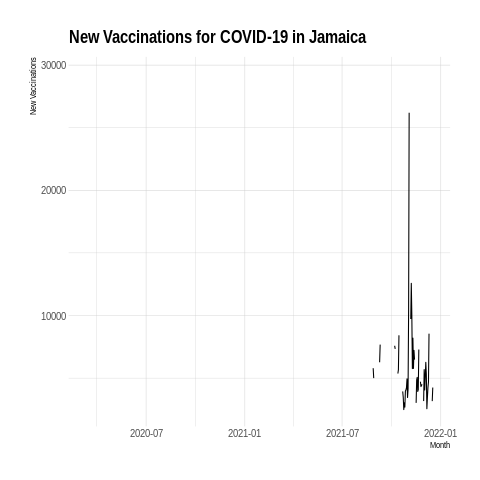 New Vaccinations for COVID-19 in Jamaica
New Vaccinations
30000
20000
10000
2020-07
2021-01
2021-07
2022-01
Month